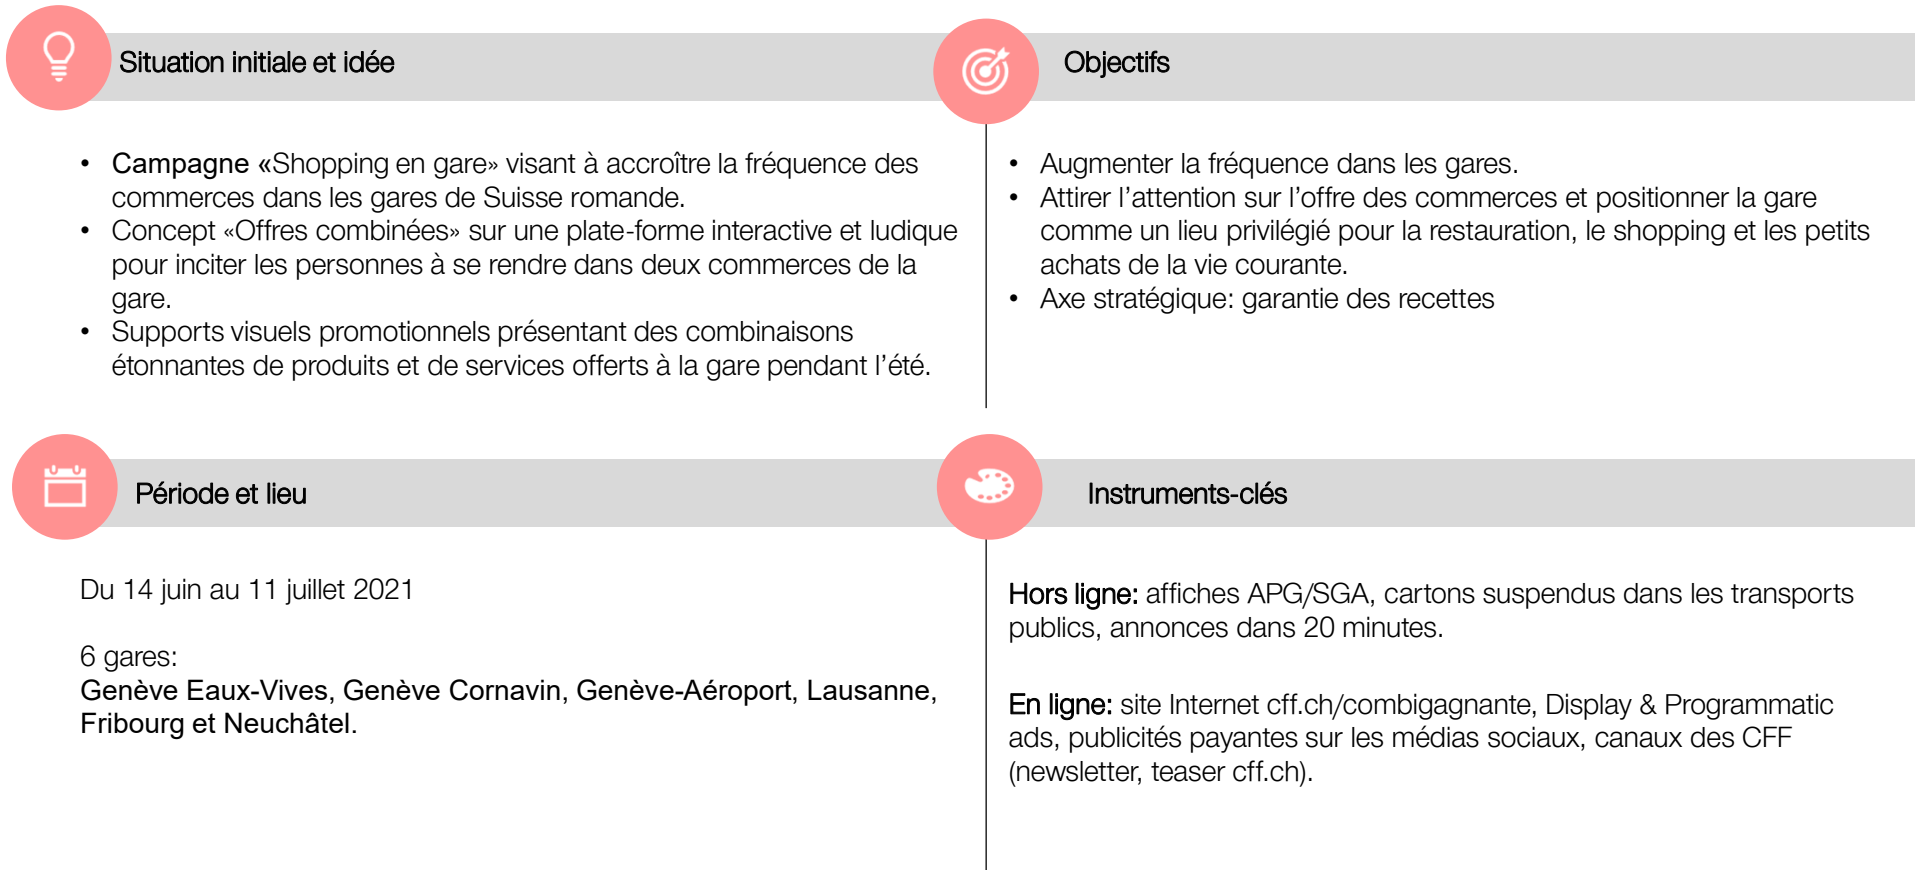 Situation initiale et idée
• Campagne «Shopping en gare» visant à accroître la fréquence des
commerces dans les gares de Suisse romande.
• Concept «Offres combinées» sur une plate-forme interactive et ludique
pour inciter les personnes à se rendre dans deux commerces de la
gare.
• Supports visuels promotionnels présentant des combinaisons
étonnantes de produits et de services offerts à la gare pendant l’été.
Objectifs
• Augmenter la fréquence dans les gares.
• Attirer l’attention sur l’offre des commerces et positionner la gare
comme un lieu privilégié pour la restauration, le shopping et les petits
achats de la vie courante.
• Axe stratégique: garantie des recettes
Période et lieu
Du 14 juin au 11 juillet 2021
6 gares:
Genève Eaux-Vives, Genève Cornavin, Genève-Aéroport, Lausanne,
Fribourg et Neuchâtel.
Instruments-clés
Hors ligne: affiches APG/SGA, cartons suspendus dans les transports
publics, annonces dans 20 minutes.
En ligne: site Internet cff.ch/combigagnante, Display & Programmatic
ads, publicités payantes sur les médias sociaux, canaux des CFF
(newsletter, teaser cff.ch).